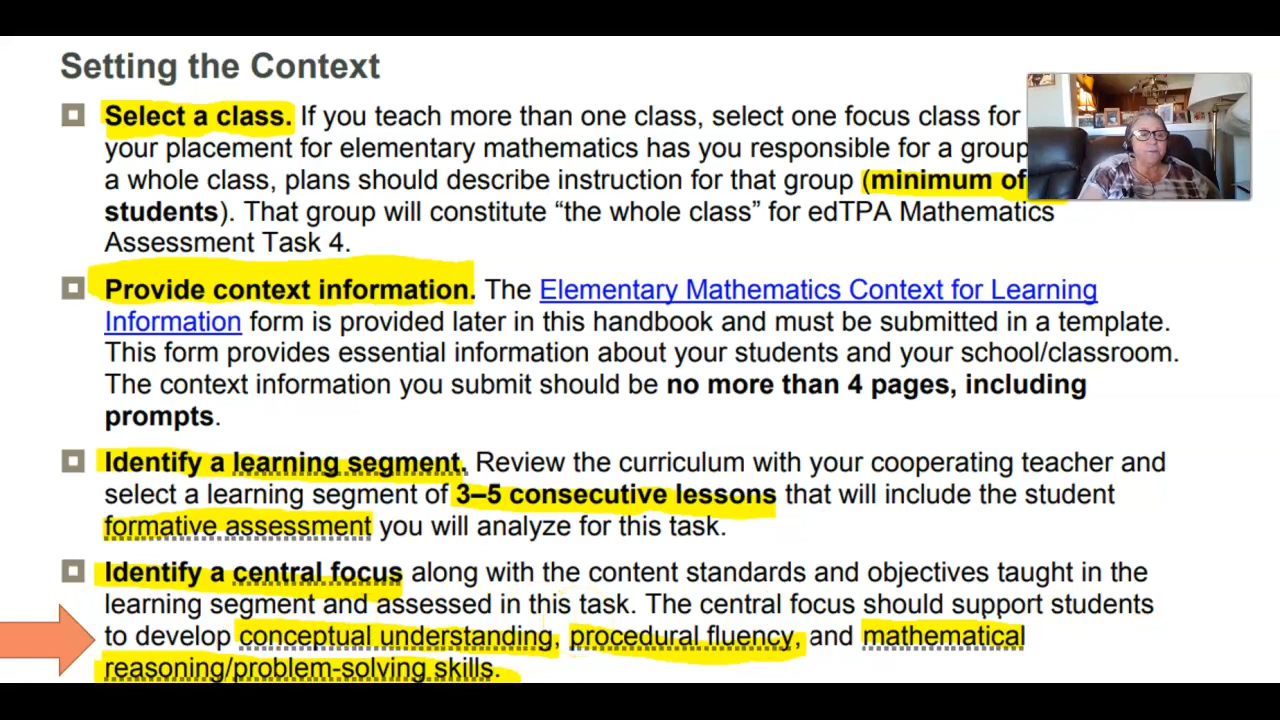 Setting the Context
Select a class. If you teach more than one class, select one focus class for
your placement for elementary mathematics has you responsible for a group
a whole class, plans should describe instruction for that group (minimum of
students). That group will constitute “the whole class” for edTPA Mathematics
Assessment Task 4.
Provide context information. The Elementary Mathematics Context for Learning
Information form is provided later in this handbook and must be submitted in a template.
This form provides essential information about your students and your school/classroom.
The context information you submit should be no more than 4 pages, including
prompts.
Identify a learning segment. Review the curriculum with your cooperating teacher and
select a learning segment of 3–5 consecutive lessons that will include the student
formative assessment you will analyze for this task.
Identify a central focus along with the content standards and objectives taught in the
learning segment and assessed in this task. The central focus should support students
to develop conceptual understanding, procedural fluency, and mathematical
reasoning/problem-solving skills.